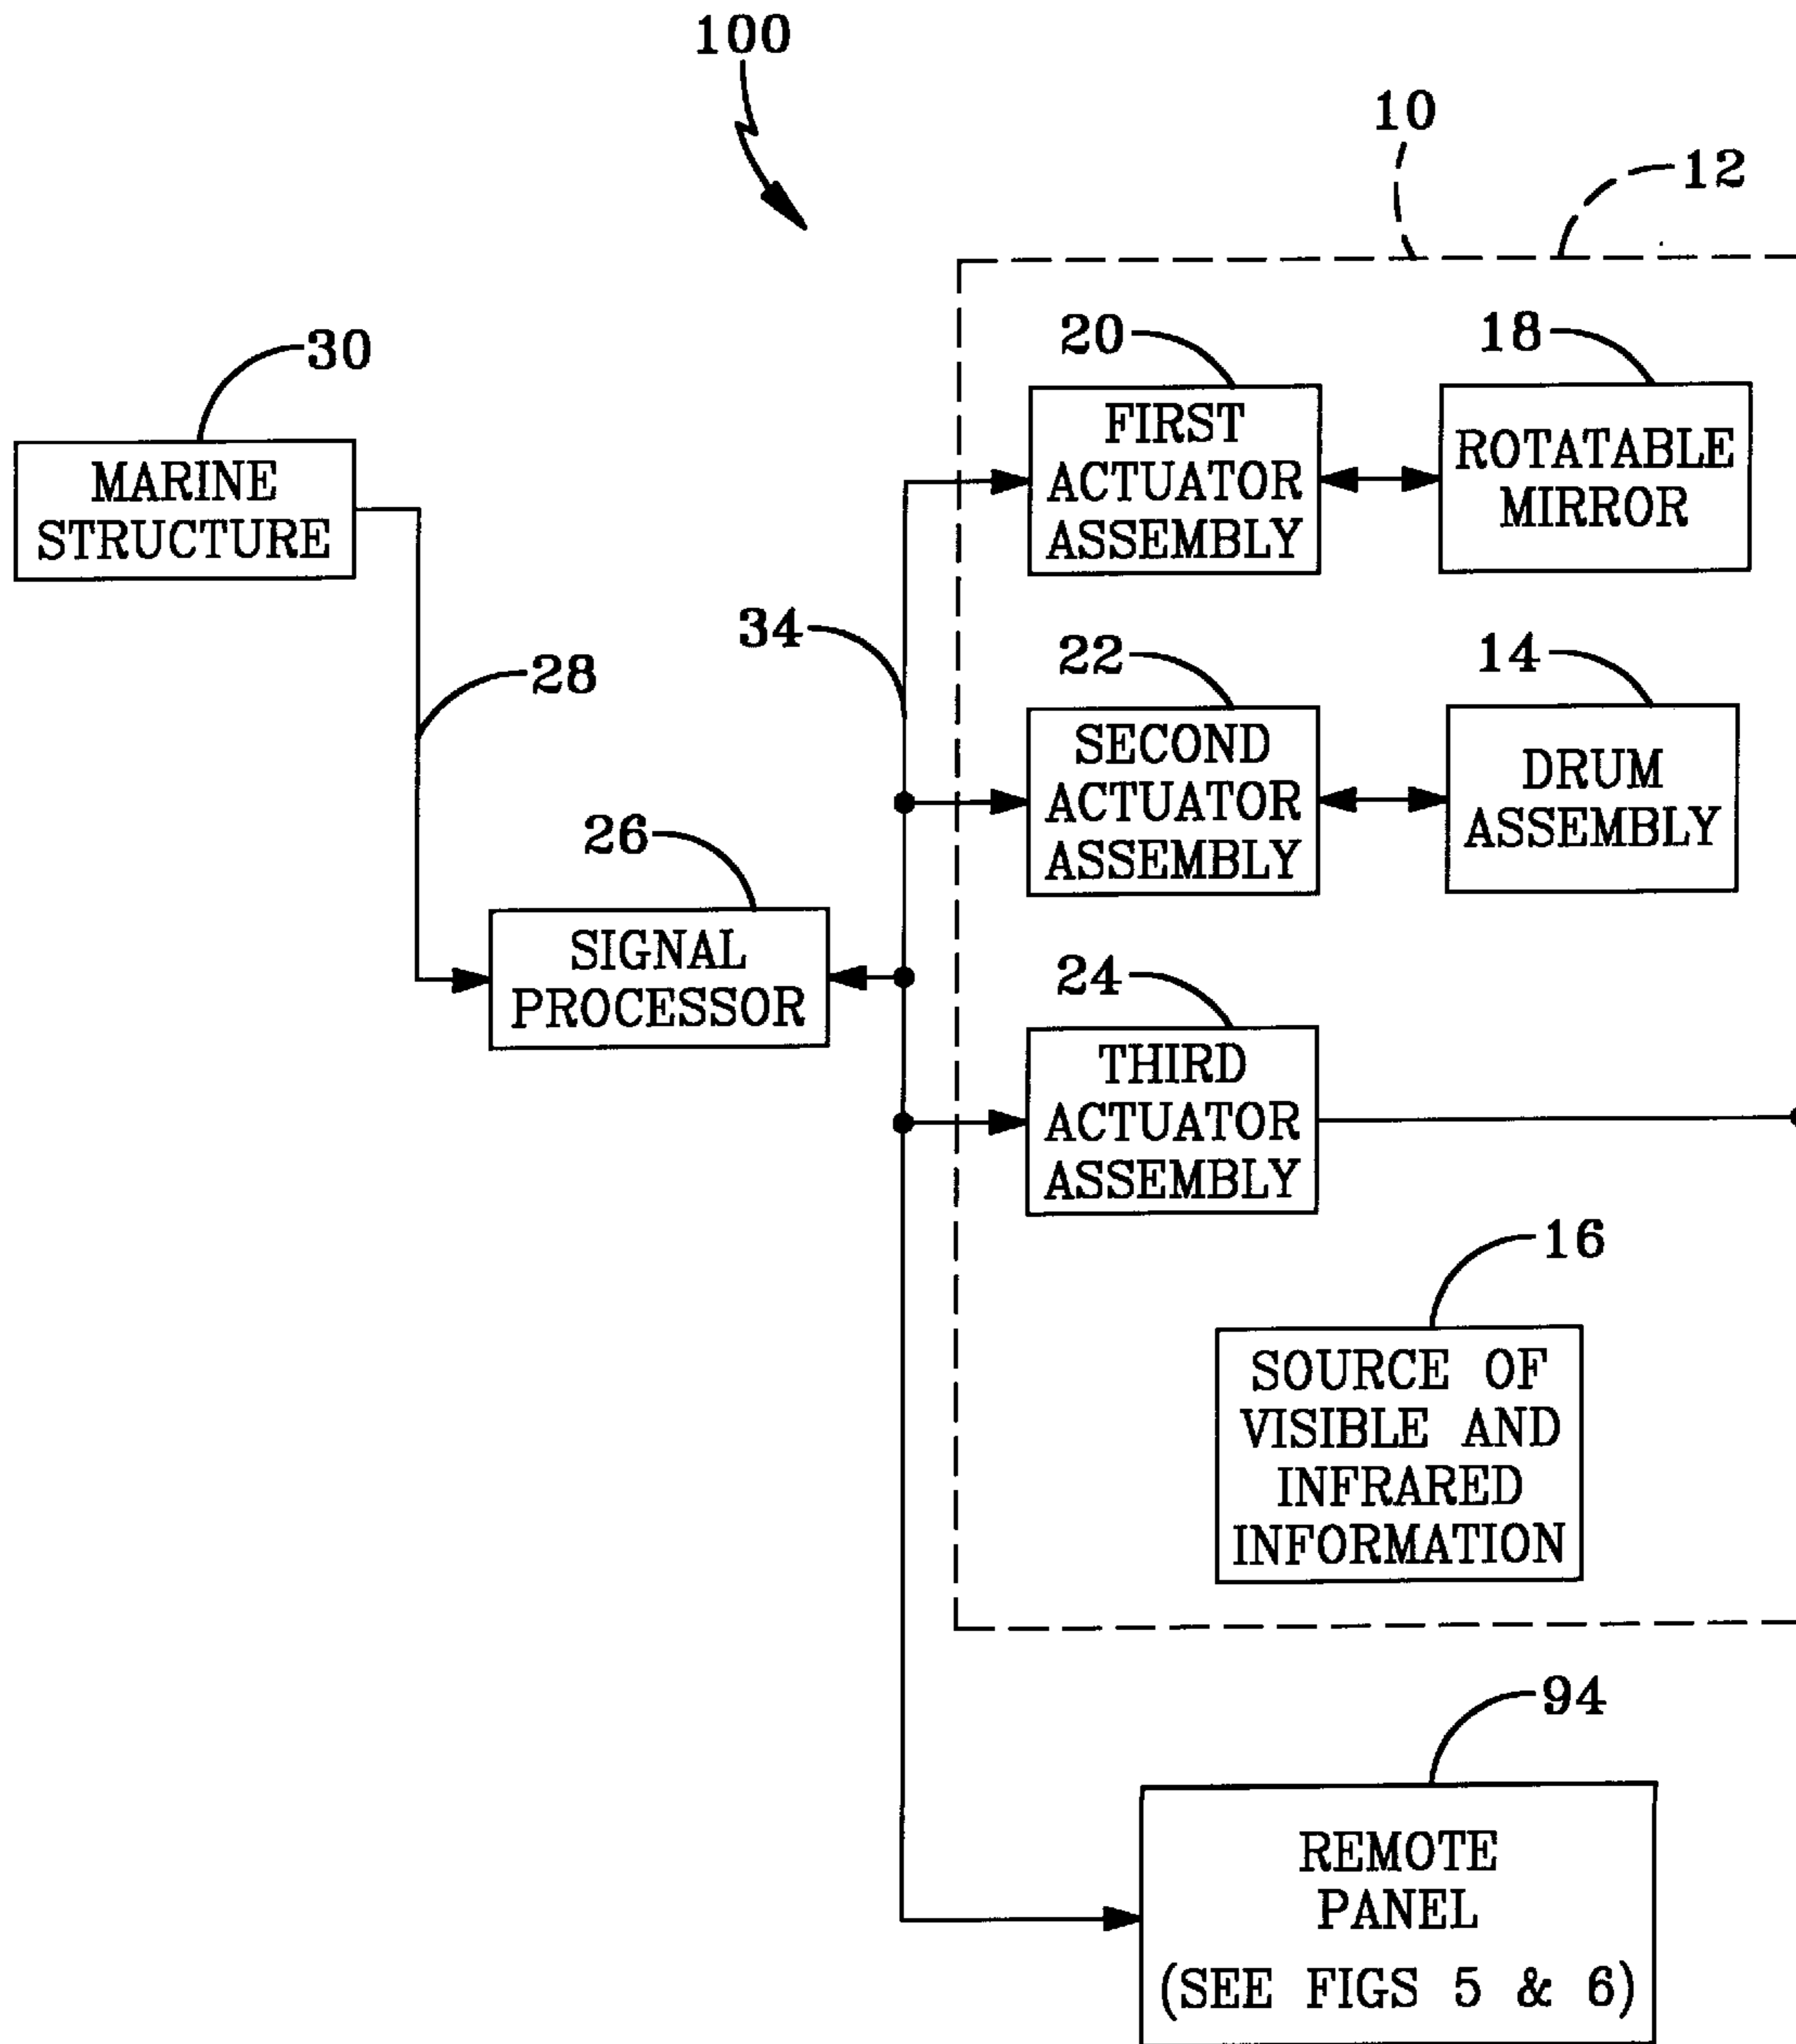 100
10
12
20
18
30
FIRST
ACTUATOR
ASSEMBLY
ROTATABLE
MIRROR
MARINE
STRUCTURE
34
22
14
28
SECOND
ACTUATOR
ASSEMBLY
DRUM
ASSEMBLY
26
SIGNAL
PROCESSOR
24
THIRD
ACTUATOR
ASSEMBLY
16
SOURCE OF
VISIBLE AND
INFRARED
INFORMATION
94
REMOTE
PANEL
(SEE FIGS 5 & 6)